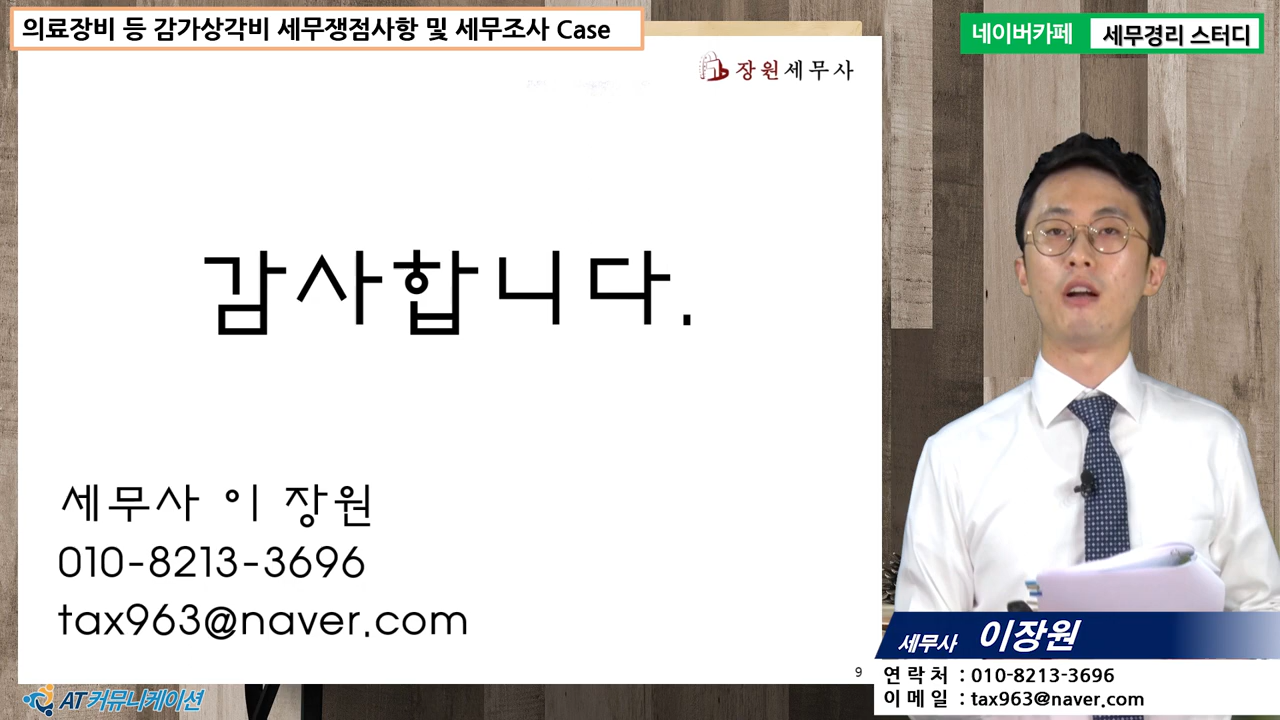 의료장비 등 감가상각비 세무쟁점사항 및 세무조사 Case
네이버카페 세무경리 스터디
장원세무사
감사합니다.
세무사 이 장원
010-8213-3696
tax963@naver.com
9
세무사 이장원
연 락 처 : 010-8213-3696
이 메 일 : tax963@naver.com
AT커뮤니케이션